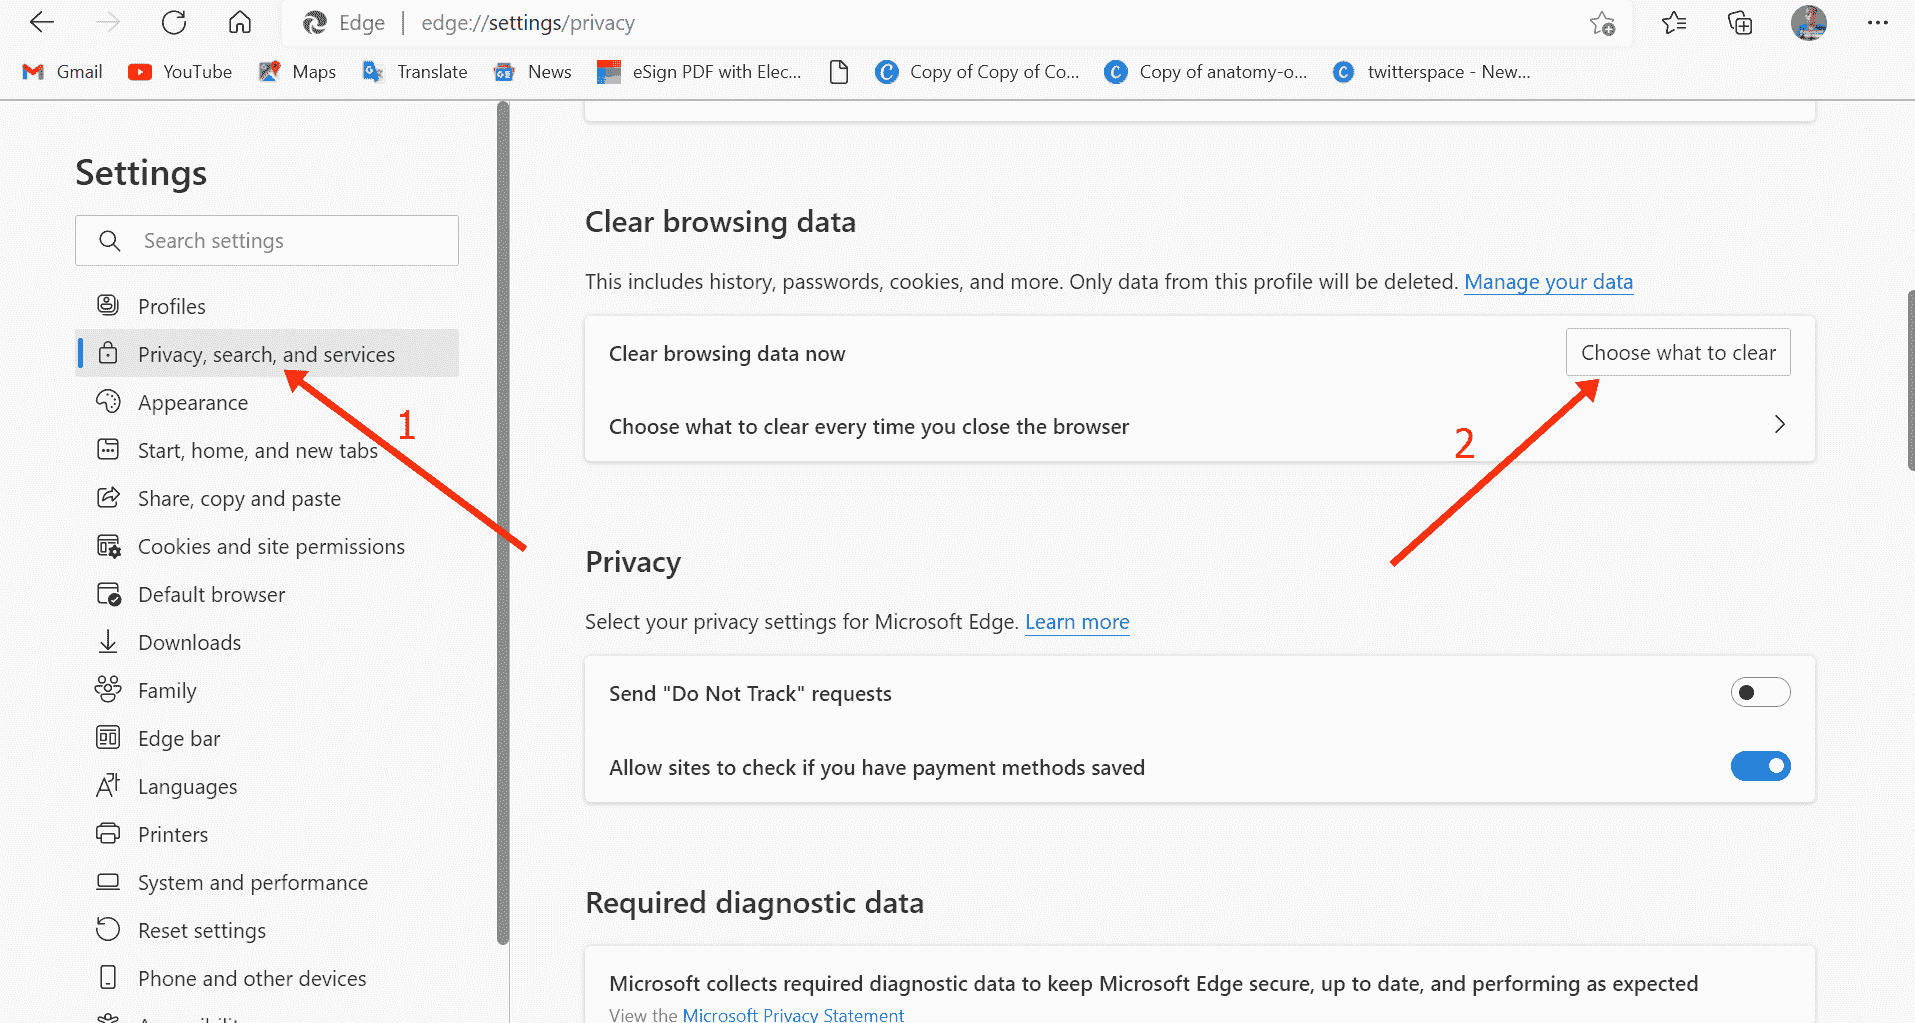 Edge | edge://settings/privacy
Gmail YouTube Maps Translate News eSign PDF with Elec... Copy of Copy of Co... Copy of anatomy-o... twitterspace - New...
Settings
Search settings
Profiles
Privacy, search, and services
1
Appearance
Start, home, and new tabs
Share, copy and paste
Cookies and site permissions
Default browser
Downloads
Family
Edge bar
Languages
Printers
System and performance
Reset settings
Phone and other devices
Clear browsing data
This includes history, passwords, cookies, and more. Only data from this profile will be deleted. Manage your data
Clear browsing data now Choose what to clear
2
Choose what to clear every time you close the browser
Privacy
Select your privacy settings for Microsoft Edge. Learn more
Send "Do Not Track" requests
Allow sites to check if you have payment methods saved
Required diagnostic data
Microsoft collects required diagnostic data to keep Microsoft Edge secure, up to date, and performing as expected
View the Microsoft Privacy Statement